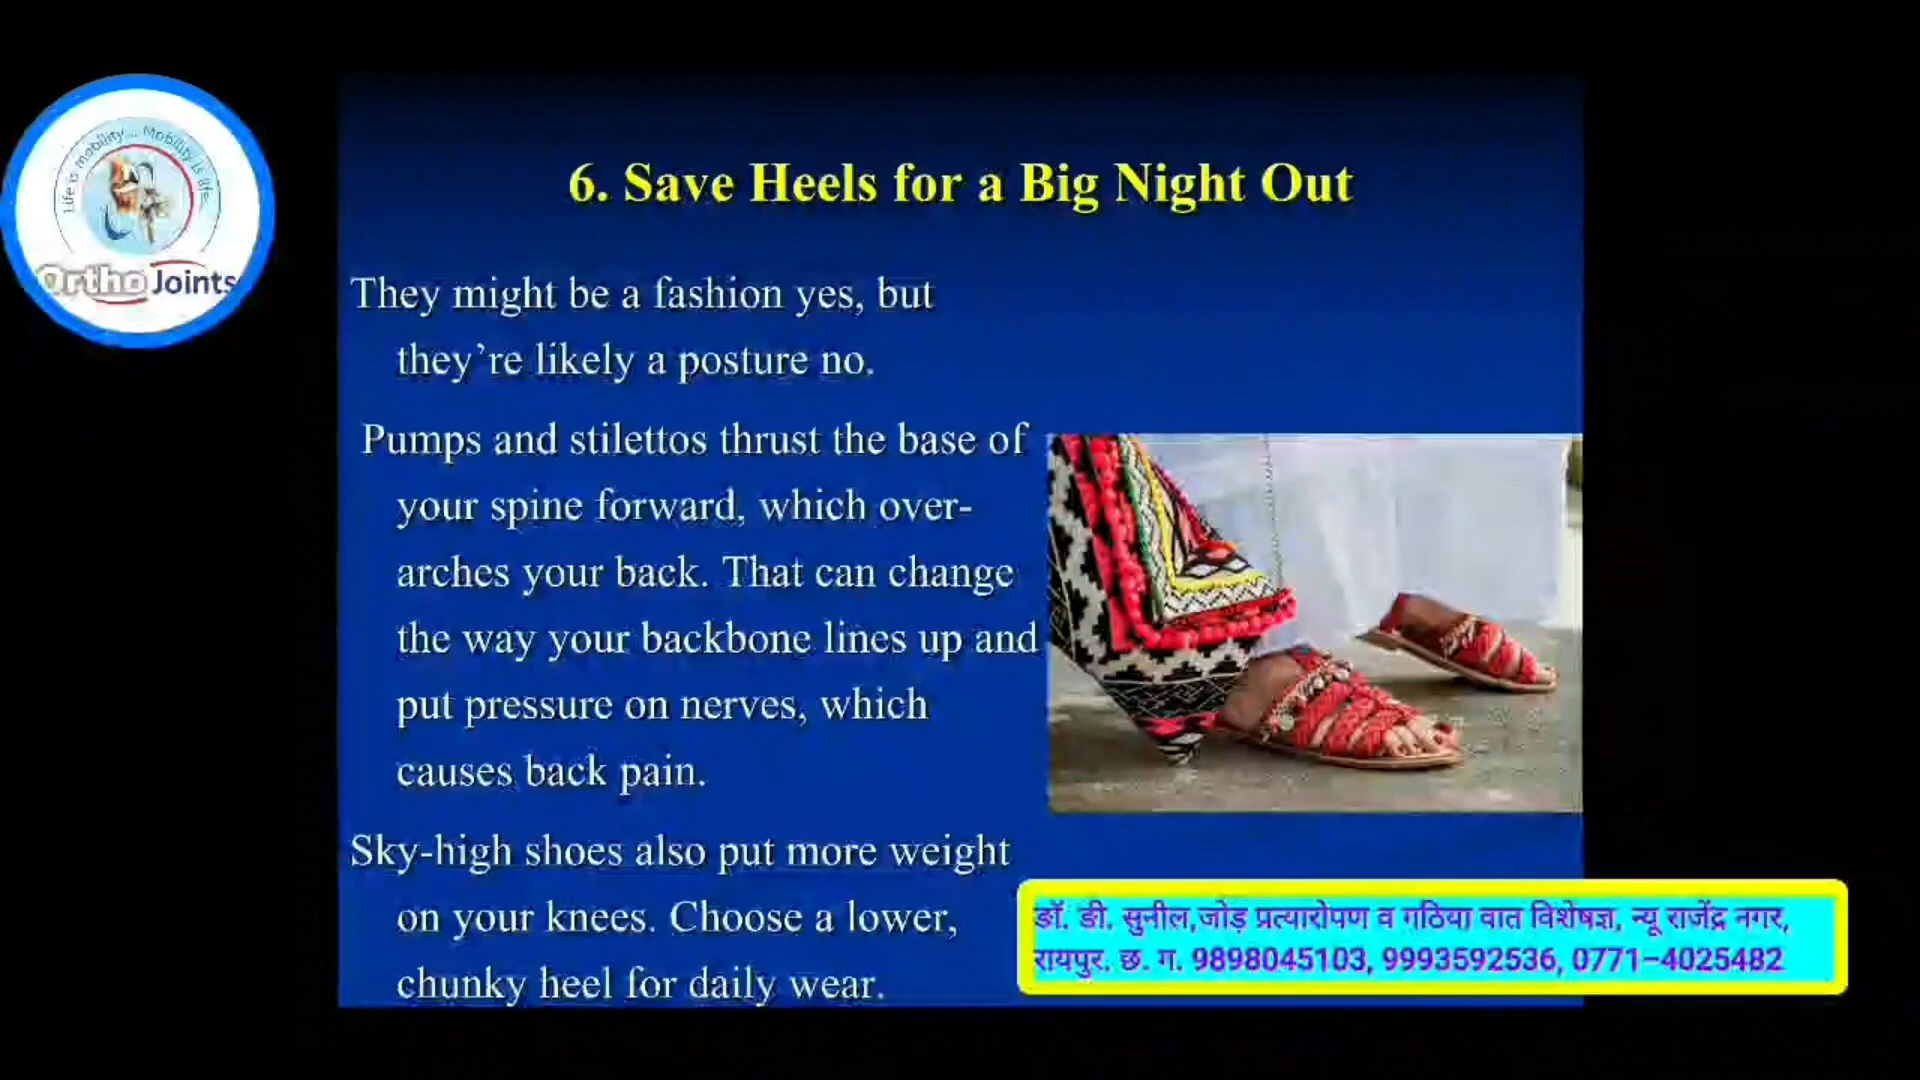 Life is mobility... Mobility is life
Ortho Joints
6. Save Heels for a Big Night Out
They might be a fashion yes, but
they’re likely a posture no.
Pumps and stilettos thrust the base of
your spine forward, which over-
arches your back. That can change
the way your backbone lines up and
put pressure on nerves, which
causes back pain.
Sky-high shoes also put more weight
on your knees. Choose a lower,
chunky heel for daily wear.
डॉ. डी. सुनील,जोड़ प्रत्यारोपण व गठिया वात विशेषज्ञ, न्यू राजेंद्र नगर,
रायपुर. छ. ग. 9898045103, 9993592536, 0771-4025482